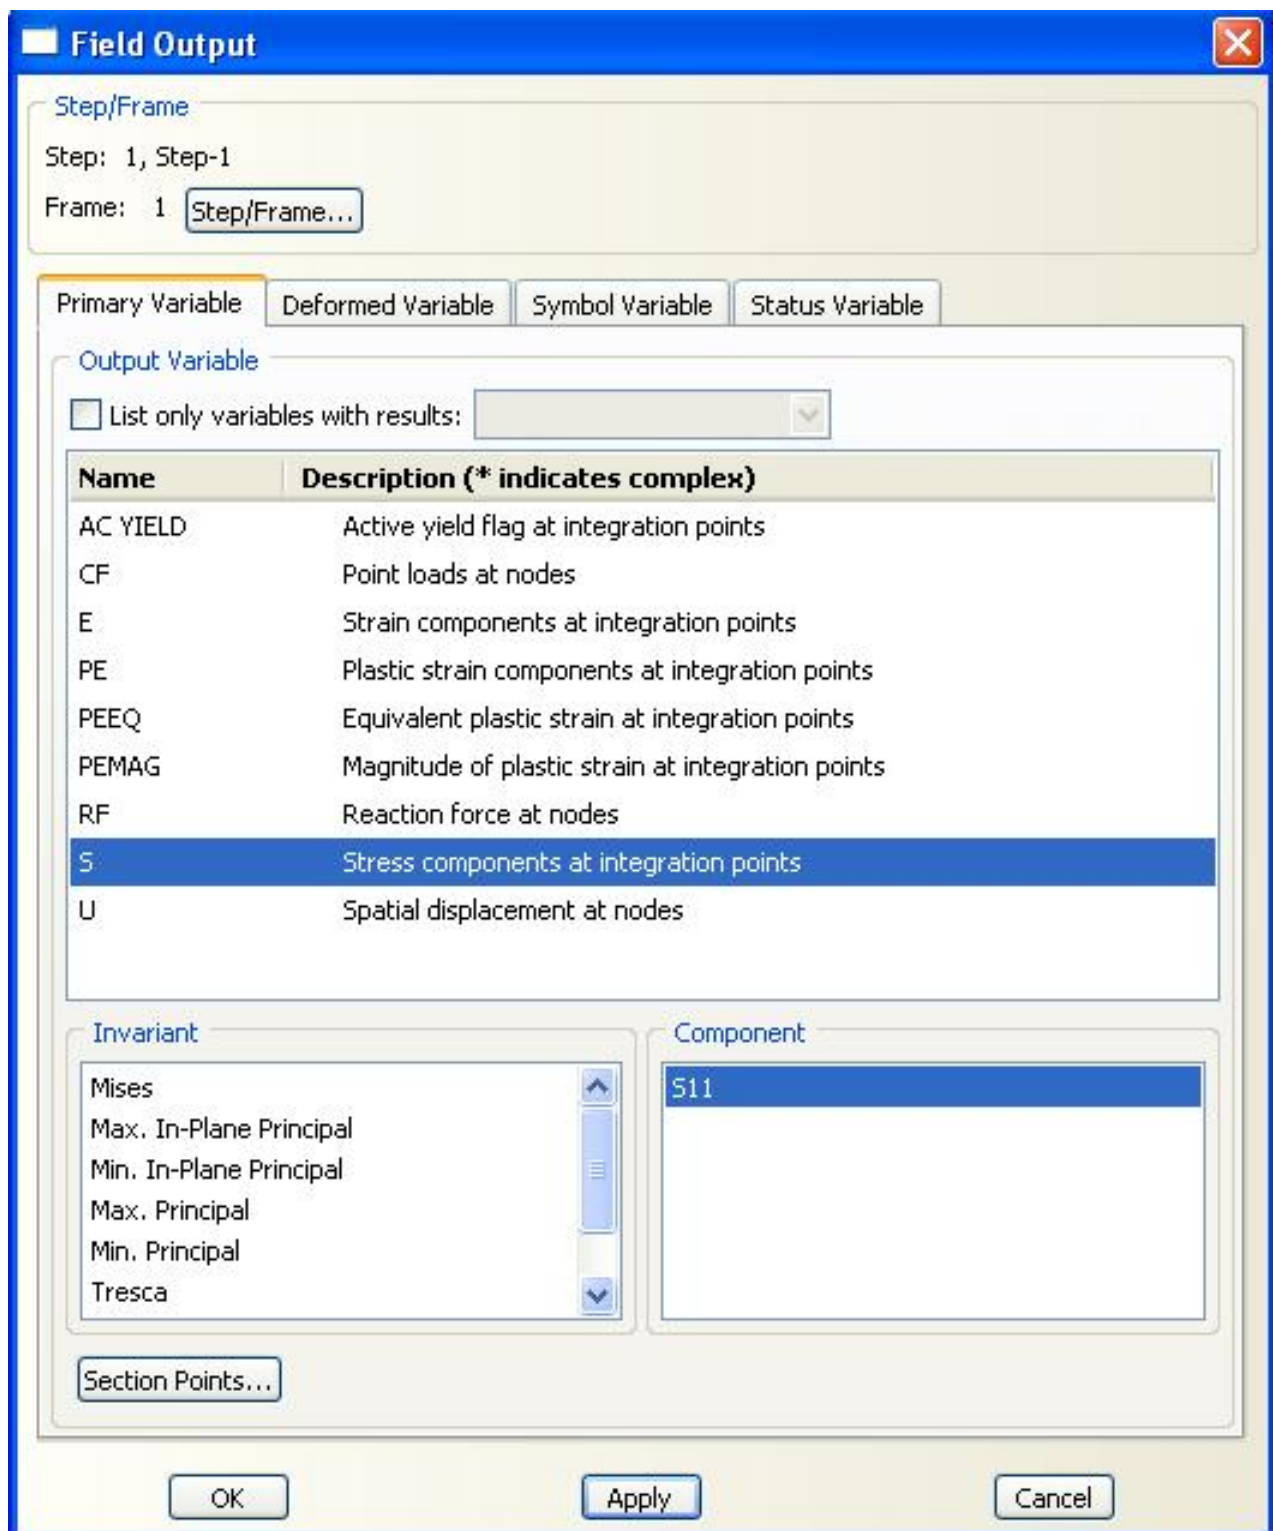 Field Output
Step/Frame
Step: 1, Step-1
Frame: 1 Step/Frame...
Primary Variable Deformed Variable Symbol Variable Status Variable
Output Variable
List only variables with results:
Name Description (* indicates complex)
AC YIELD Active yield flag at integration points
CF Point loads at nodes
E Strain components at integration points
PE Plastic strain components at integration points
PEEQ Equivalent plastic strain at integration points
PEMAG Magnitude of plastic strain at integration points
RF Reaction force at nodes
S Stress components at integration points
U Spatial displacement at nodes
Invariant
Mises
Max. In-Plane Principal
Min. In-Plane Principal
Max. Principal
Min. Principal
Tresca
Component
S11
Section Points...
OK Apply Cancel